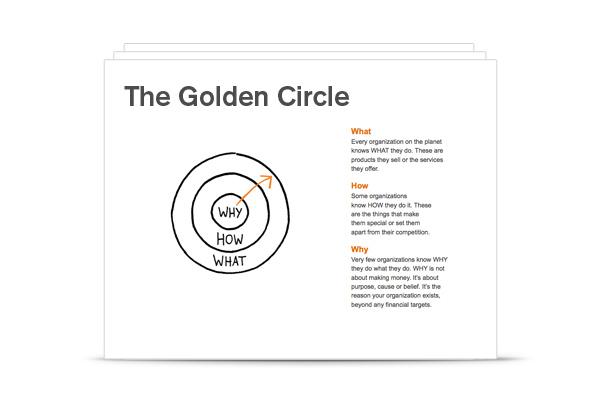 The Golden Circle
WHY
HOW
WHAT
What
Every organization on the planet
knows WHAT they do. These are
products they sell or the services
they offer.
How
Some organizations
know HOW they do it. These
are the things that make
them special or set them
apart from their competition.
Why
Very few organizations know WHY
they do what they do. WHY is not
about making money. It's about
purpose, cause or belief. It's the
reason your organization exists,
beyond any financial targets.